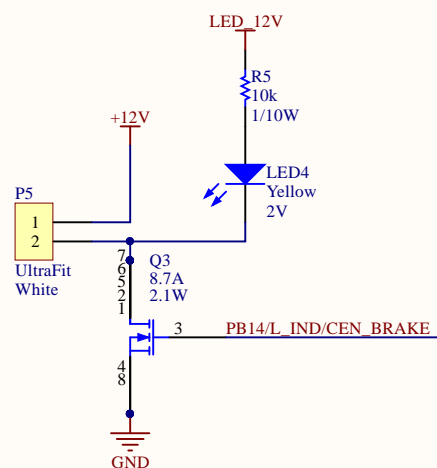 LED_12V
R5
10k
1/10W
+12V
LED4
Yellow
2V
P5
1
2
UltraFit
White
7
6
5
2
1
Q3
8.7A
2.1W
3
PB14/L_IND/CEN_BRAKE
4
8
GND